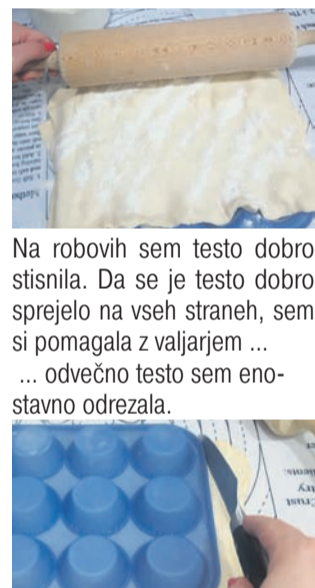 Na robovih sem testo dobro
stisnila. Da se je testo dobro
sprejelo na vseh straneh, sem
si pomagala z valjarjem ...
... odvečno testo sem eno-
stavno odrezala.